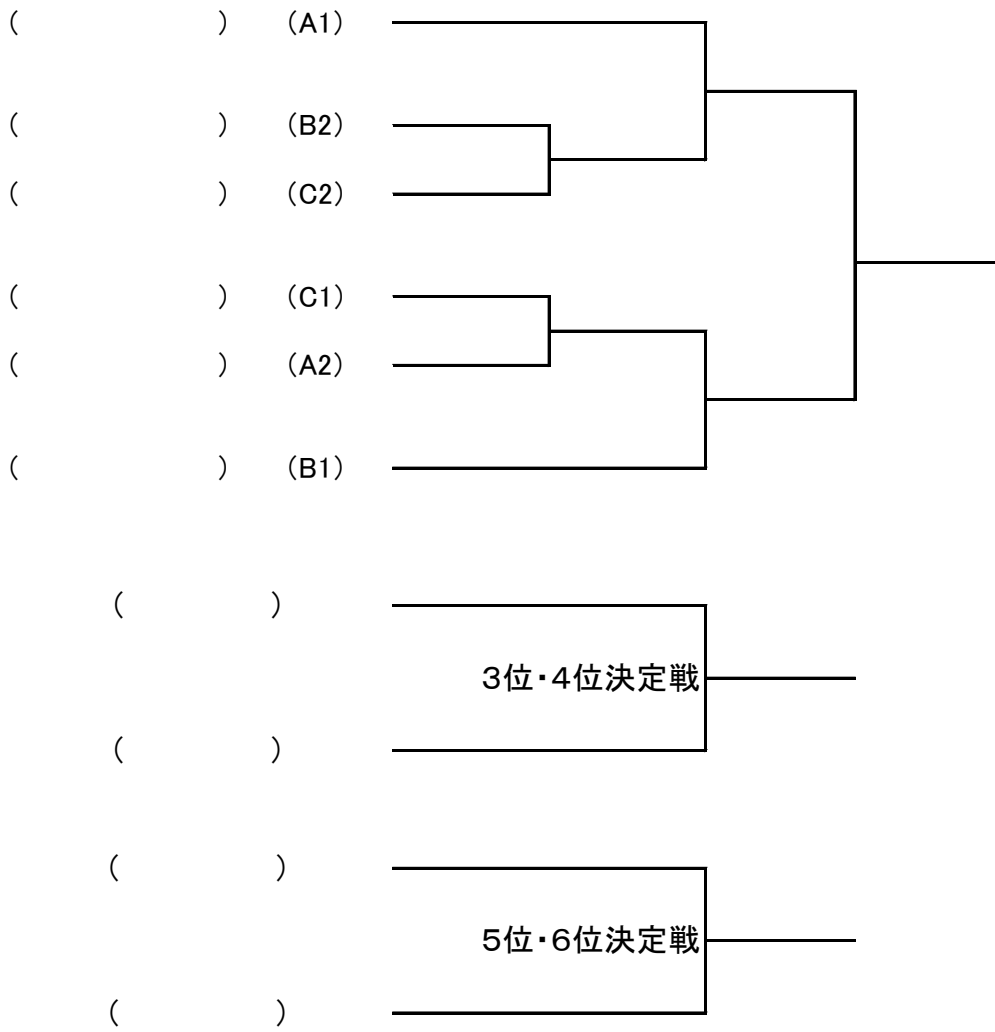 (　　　　　)　(A1)
(　　　　　)　(B2)
(　　　　　)　(C2)
(　　　　　)　(C1)
(　　　　　)　(A2)
(　　　　　)　(B1)
(　　　　　)
3位・4位決定戦
(　　　　　)
(　　　　　)
5位・6位決定戦
(　　　　　)